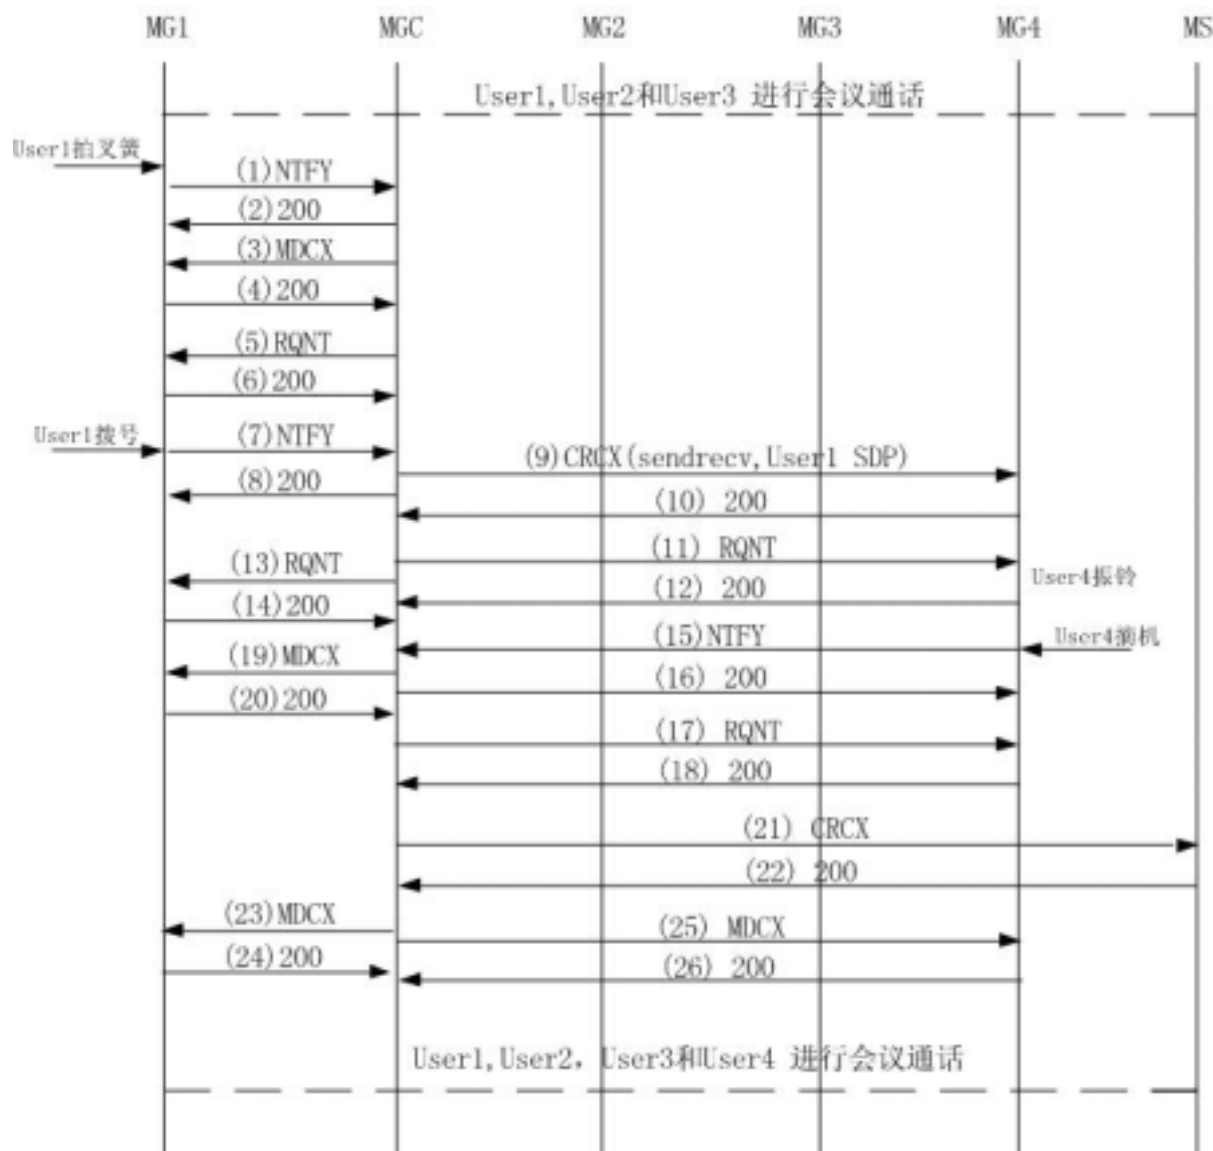 MG1 MGC MG2 MG3 MG4 MS
User1,User2和User3 进行会议通话
User1拍叉簧
(1)NTFY
(2)200
(3)MDCX
(4)200
(5)RQNT
(6)200
User1拨号
(7)NTFY
(9)CRCX(sendrecv,User1 SDP)
(8)200
(10) 200
(11) RQNT
(13)RQNT
User4振铃
(12) 200
(14)200
(15)NTFY
User4摘机
(19)MDCX
(16) 200
(20)200
(17) RQNT
(18) 200
(21) CRCX
(22) 200
(23)MDCX
(25) MDCX
(24)200
(26) 200
User1,User2，User3和User4 进行会议通话